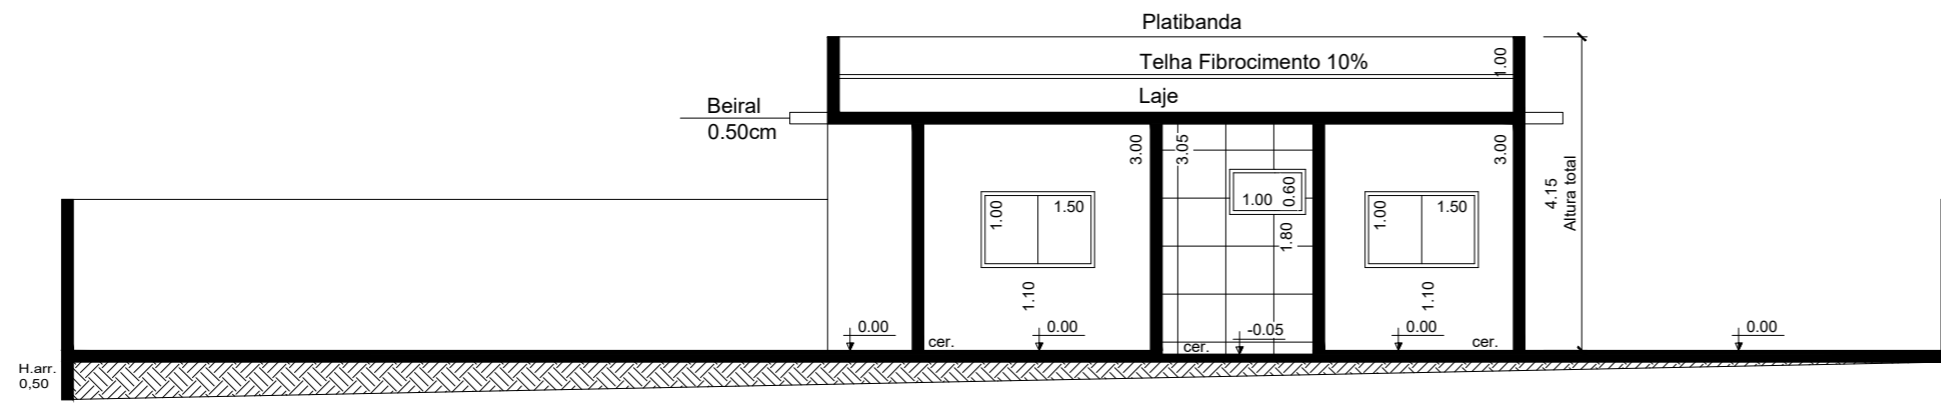 Platibanda
Telha Fibrocimento 10%
1.00
Laje
Beiral
0.50cm
3.00
3.05
3.00
1.00
1.50
1.00
0.60
1.80
1.00
1.50
4.15
Altura total
1.10
1.10
0.00
0.00
-0.05
0.00
0.00
cer.
cer.
cer.
H.arr.
0,50